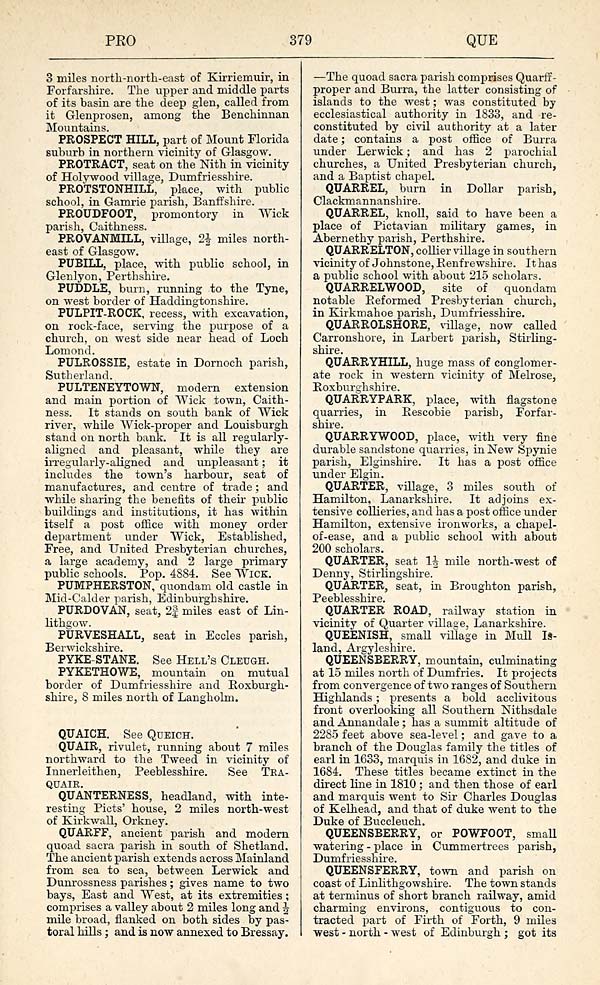 PRO 379 QUE
3 miles north-north-east of Kirriemuir, in
Forfarshire. The upper and middle parts
of its basin are the deep glen, called from
it Glenprosen, among the Benchinnan
Mountains.
PROSPECT HILL, part of Mount Florida
suburb in northern vicinity of Glasgow.
PROTRACT, seat on the Nith in vicinity
of Holywood village, Dumfriesshire.
PROTSTONHILL, place, with public
school, in Gamrie parish, Banffshire.
PROUDFOOT, promontory in Wick
parish, Caithness.
PROVANMILL, village, 2½ miles north-
east of Glasgow.
PUBILL, place, with public school, in
Glenlyon, Perthshire.
PUDDLE, burn, running to the Tyne,
on west border of Haddingtonshire.
PULPIT-ROCK, recess, with excavation,
on rock-face, serving the purpose of a
church, on west side near head of Loch
Lomond.
PULROSSIE, estate in Dornoch parish,
Sutherland.
PULTENEYTOWN, modern extension
and main portion of Wick town, Caith-
ness. It stands on south bank of Wick
river, while Wick-proper and Louisburgh
stand on north bank. It is all regularly-
aligned and pleasant, while they are
irregularly-aligned and unpleasant; it
includes the town's harbour, seat of
manufactures, and centre of trade; and
while sharing the benefits of their public
buildings and institutions, it has within
itself a post office with money order
department under Wick, Established,
Free, and United Presbyterian churches,
a large academy, and 2 large primary
public schools. Pop. 4884. See WICK.
PUMPHERSTON, quondam old castle in
Mid-Calder parish, Edinburghshire.
PURDOVAN, seat, 2¾ miles east of Lin-
lithgow.
PURVESHALL, seat in Eccles parish,
Berwickshire.
PYKE-STANE. See HELL'S CLEUGH.
PYKETHOWE, mountain on mutual
border of Dumfriesshire and Roxburgh-
shire, 8 miles north of Langholm.
QUAICH. See QUEICH.
QUAIR, rivulet, running about 7 miles
northward to the Tweed in vicinity of
Innerleithen, Peeblesshire. See TRA-
QUAIR.
QUANTERNESS, headland, with inte-
resting Picts' house, 2 miles north-west
of Kirkwall, Orkney.
QUARFF, ancient parish and modern
quoad sacra parish in south of Shetland.
The ancient parish extends across Mainland
from sea to sea, between Lerwick and
Dunrossness parishes; gives name to two
bays, East and West, at its extremities;
comprises a valley about 2 miles long and ½
mile broad, flanked on both sides by pas-
toral hills; and is now annexed to Bressay.
—The quoad sacra parish comprises Quarff-
proper and Burra, the latter consisting of
islands to the west; was constituted by
ecclesiastical authority in 1833, and re-
constituted by civil authority at a later
date; contains a post office of Burra
under Lerwick; and has 2 parochial
churches, a United Presbyterian church,
and a Baptist chapel.
QUARREL, burn in Dollar parish,
Clackmannanshire.
QUARREL, knoll, said to have been a
place of Pictavian military games, in
Abernethy parish, Perthshire.
QUARRELTON, collier village in southern
vicinity of Johnstone, Renfrewshire. It has
a public school with about 215 scholars.
QUARRELWOOD, site of quondam
notable Reformed Presbyterian church,
in Kirkmahoe parish, Dumfriesshire.
QUARROLSHORE, village, now called
Carronshore, in Larbert parish, Stirling-
shire.
QUARRYHILL, huge mass of conglomer-
ate rock in western vicinity of Melrose,
Roxburghshire.
QUARRYPARK, place, with flagstone
quarries, in Rescobie parish, Forfar-
shire.
QUARRYWOOD, place, with very fine
durable sandstone quarries, in New Spynie
parish, Elginshire. It has a post office
under Elgin.
QUARTER, village, 3 miles south of
Hamilton, Lanarkshire. It adjoins ex-
tensive collieries, and has a post office under
Hamilton, extensive ironworks, a chapel-
of-ease, and a public school with about
200 scholars.
QUARTER, seat 1½ mile north-west of
Denny, Stirlingshire.
QUARTER, seat, in Broughton parish,
Peeblesshire.
QUARTER ROAD, railway station in
vicinity of Quarter village, Lanarkshire.
QUEENISH, small village in Mull Is-
land, Argyleshire.
QUEENSBERRY, mountain, culminating
at 15 miles north of Dumfries. It projects
from convergence of two ranges of Southern
Highlands; presents a bold acclivitous
front overlooking all Southern Nithsdale
and Annandale; has a summit altitude of
2285 feet above sea-level; and gave to a
branch of the Douglas family the titles of
earl in 1633, marquis in 1682, and duke in
1684. These titles became extinct in the
direct line in 1810; and then those of earl
and marquis went to Sir Charles Douglas
of Kelhead, and that of duke went to the
Duke of Buccleuch.
QUEENSBERRY, or POWFOOT, small
watering-place in Cummertrees parish,
Dumfriesshire.
QUEENSFERRY, town and parish on
coast of Linlithgowshire. The town stands
at terminus of short branch railway, amid
charming environs, contiguous to con-
tracted part of Firth of Forth, 9 miles
west-north-west of Edinburgh; got its